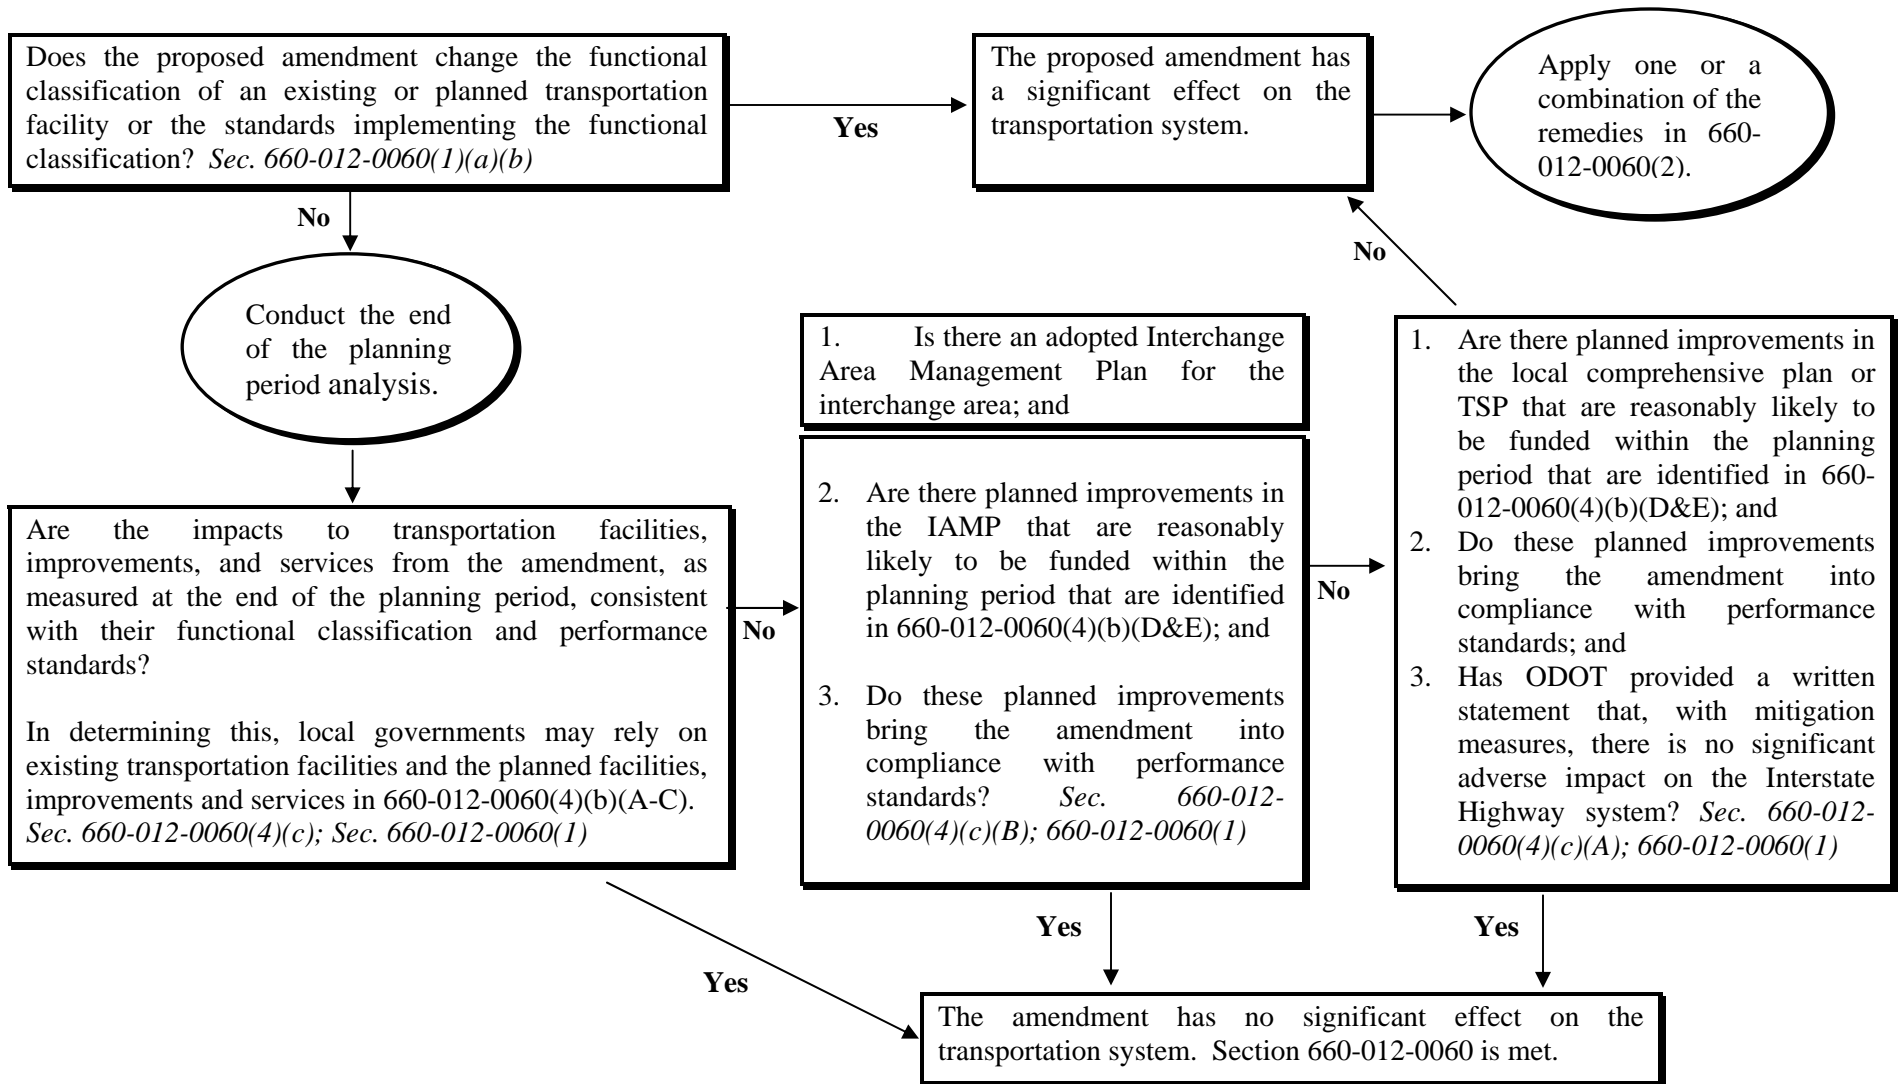 Does the proposed amendment change the functional
classification of an existing or planned transportation
facility or the standards implementing the functional
classification? Sec. 660-012-0060(1)(a)(b)
Yes
The proposed amendment has
a significant effect on the
transportation system.
Apply one or a
combination of the
remedies in 660-
012-0060(2).
No
Conduct the end
of the planning
period analysis.
No
Are the impacts to transportation facilities,
improvements, and services from the amendment, as
measured at the end of the planning period, consistent
with their functional classification and performance
standards?
In determining this, local governments may rely on
existing transportation facilities and the planned facilities,
improvements and services in 660-012-0060(4)(b)(A-C).
Sec. 660-012-0060(4)(c); Sec. 660-012-0060(1)
No
1. Is there an adopted Interchange
Area Management Plan for the
interchange area; and
2. Are there planned improvements in
the IAMP that are reasonably
likely to be funded within the
planning period that are identified
in 660-012-0060(4)(b)(D&E); and
3. Do these planned improvements
bring the amendment into
compliance with performance
standards? Sec. 660-012-
0060(4)(c)(B); 660-012-0060(1)
No
1. Are there planned improvements in
the local comprehensive plan or
TSP that are reasonably likely to
be funded within the planning
period that are identified in 660-
012-0060(4)(b)(D&E); and
2. Do these planned improvements
bring the amendment into
compliance with performance
standards; and
3. Has ODOT provided a written
statement that, with mitigation
measures, there is no significant
adverse impact on the Interstate
Highway system? Sec. 660-012-
0060(4)(c)(A); 660-012-0060(1)
Yes
Yes
Yes
The amendment has no significant effect on the
transportation system. Section 660-012-0060 is met.